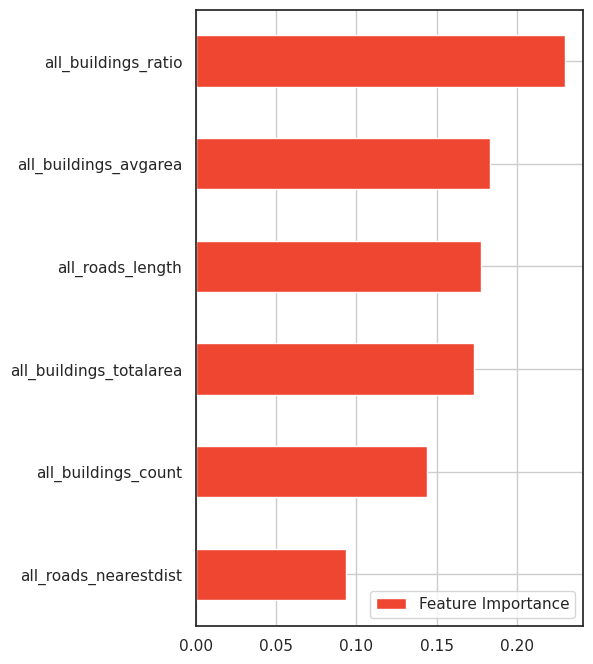 all_buildings_ratio
all_buildings_avgarea
all_roads_length
all_buildings_totalarea
all_buildings_count
all_roads_nearestdist
Feature Importance
0.00 0.05 0.10 0.15 0.20